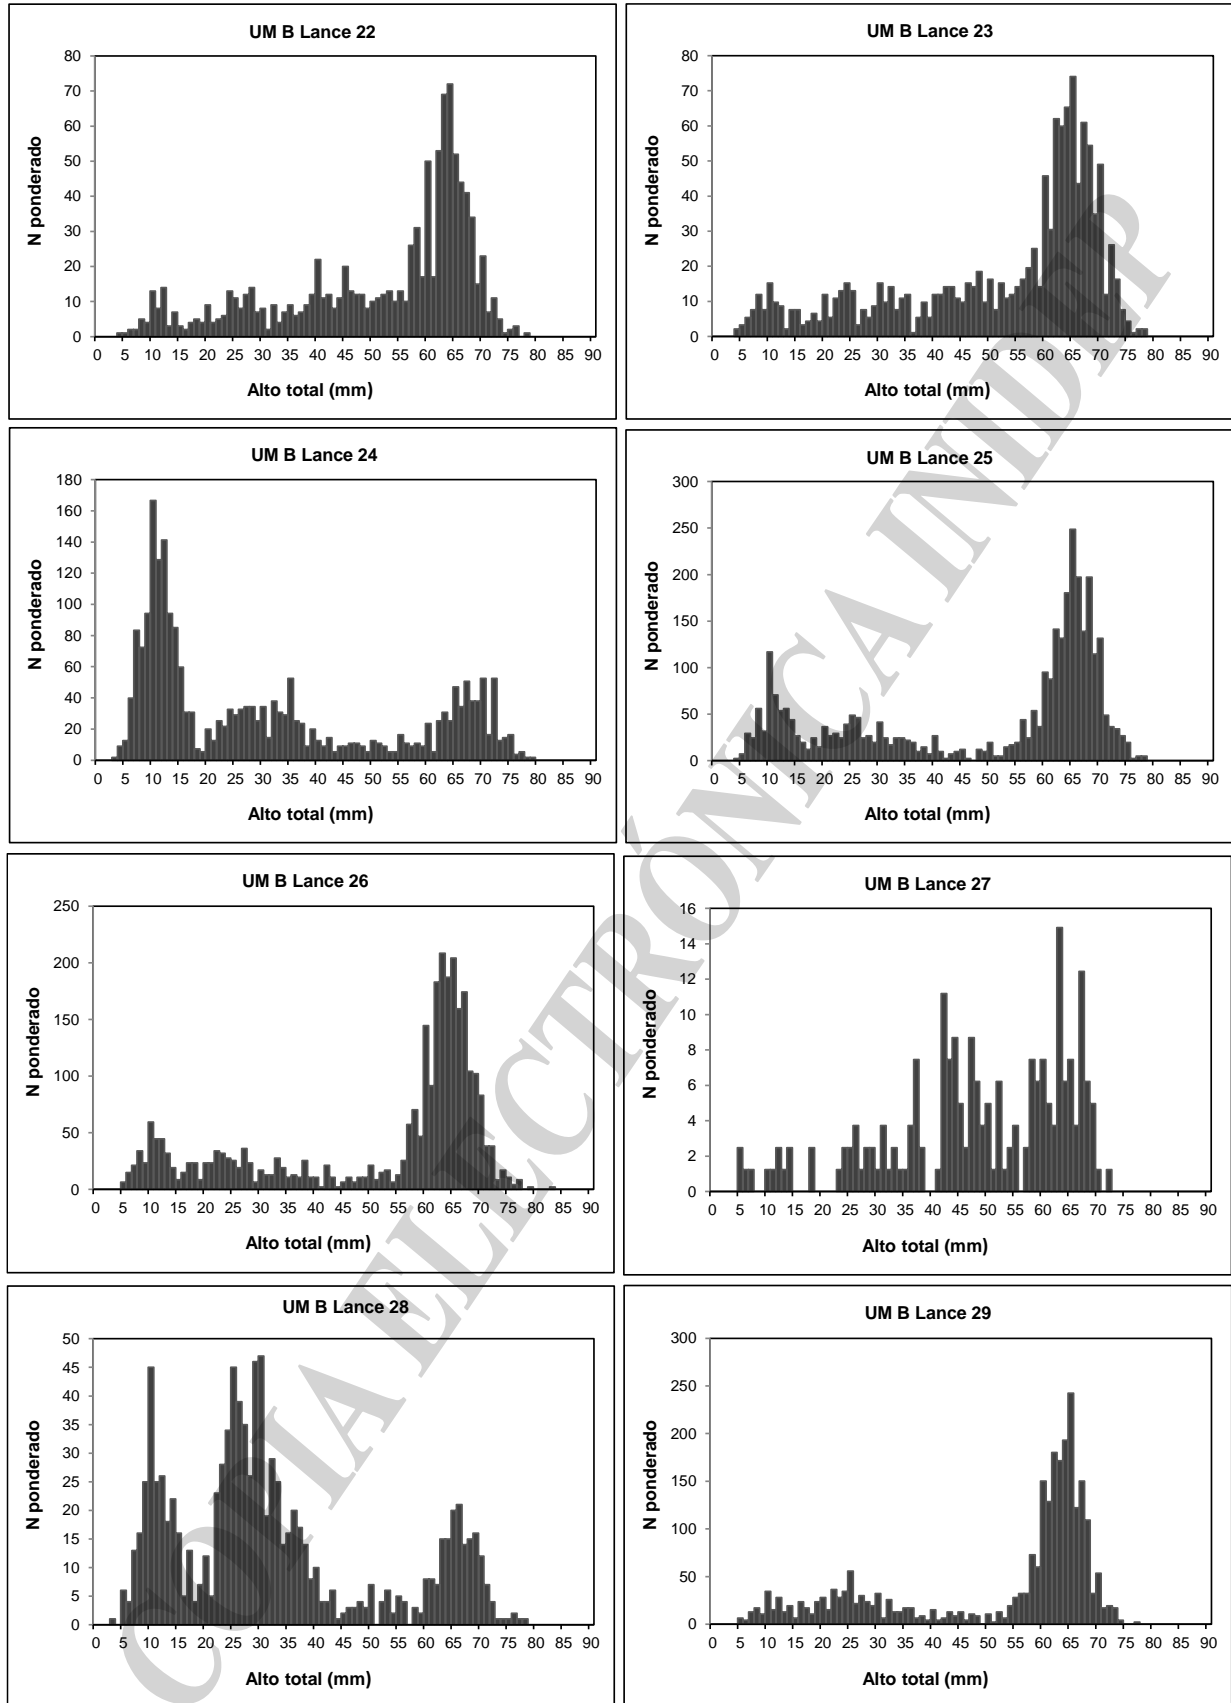 UM B Lance 22
80
70
60
50
40
30
20
10
0
N ponderado
0 5 10 15 20 25 30 35 40 45 50 55 60 65 70 75 80 85 90
Alto total (mm)
UM B Lance 23
80
70
60
50
40
30
20
10
0
N ponderado
0 5 10 15 20 25 30 35 40 45 50 55 60 65 70 75 80 85 90
Alto total (mm)
UM B Lance 24
180
160
140
120
100
80
60
40
20
0
N ponderado
0 5 10 15 20 25 30 35 40 45 50 55 60 65 70 75 80 85 90
Alto total (mm)
UM B Lance 25
300
250
200
150
100
50
0
N ponderado
0 5 10 15 20 25 30 35 40 45 50 55 60 65 70 75 80 85 90
Alto total (mm)
UM B Lance 26
250
200
150
100
50
0
N ponderado
0 5 10 15 20 25 30 35 40 45 50 55 60 65 70 75 80 85 90
Alto total (mm)
UM B Lance 27
16
14
12
10
8
6
4
2
0
N ponderado
0 5 10 15 20 25 30 35 40 45 50 55 60 65 70 75 80 85 90
Alto total (mm)
UM B Lance 28
50
45
40
35
30
25
20
15
10
5
0
N ponderado
0 5 10 15 20 25 30 35 40 45 50 55 60 65 70 75 80 85 90
Alto total (mm)
UM B Lance 29
300
250
200
150
100
50
0
N ponderado
0 5 10 15 20 25 30 35 40 45 50 55 60 65 70 75 80 85 90
Alto total (mm)
COPIA ELECTRÓNICA INIDEP